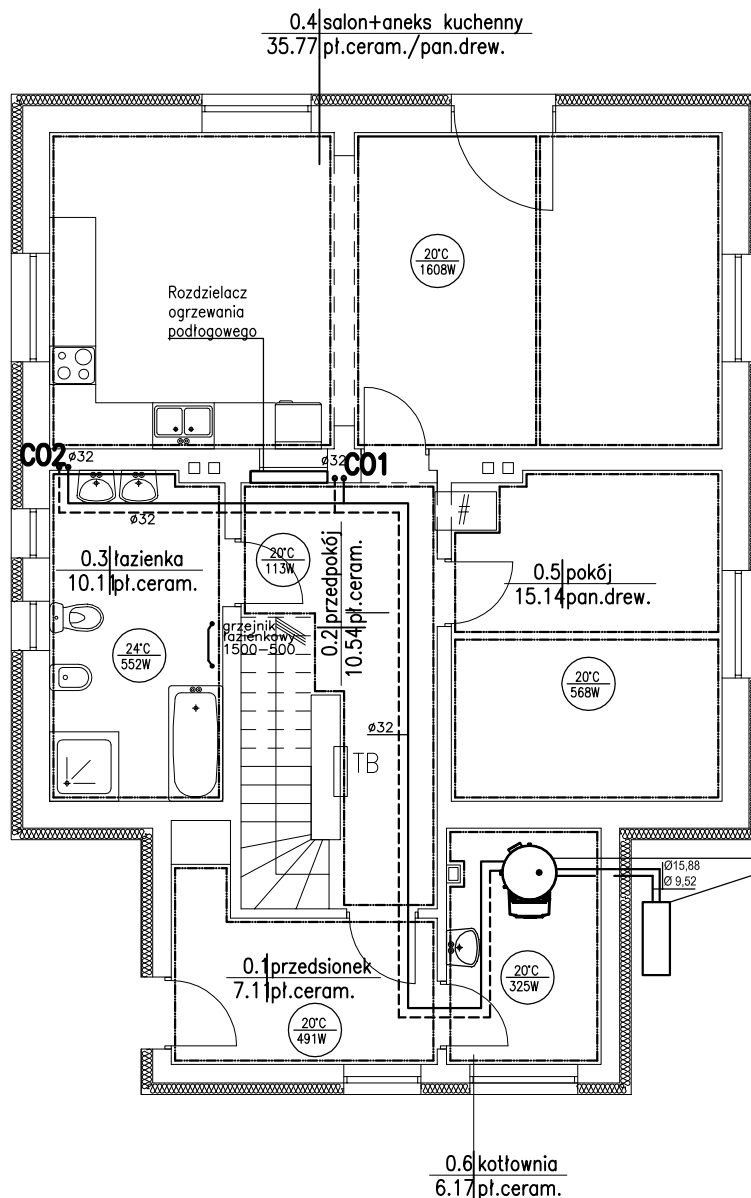 0.4 salon+aneks kuchenny
35.77 pł.ceram./pan.drew.
20°C
1608W
Rozdzielacz
ogrzewania
podłogowego
CO2
ø32
ø32
CO1
ø32
0.3 łazienka
10.11 pł.ceram.
20°C
113W
0.2 przedpokój
10.54 pł.ceram.
0.5 pokój
15.14 pan.drew.
grzejnik
łazienkowy
1500-500
24°C
552W
20°C
568W
ø32
TB
Ø15,88
Ø 9,52
0.1 przedsionek
7.11 pł.ceram.
20°C
325W
20°C
491W
0.6 kotłownia
6.17 pł.ceram.